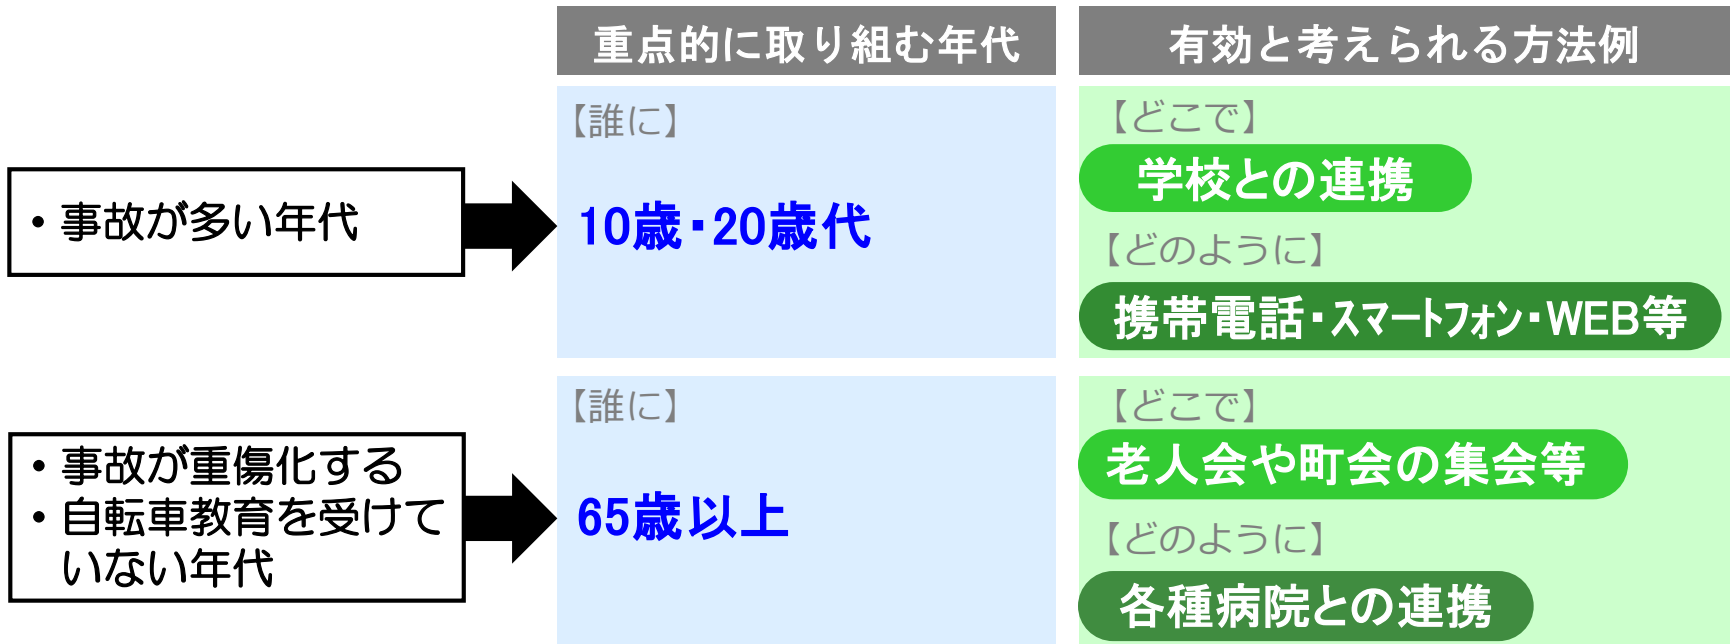 重点的に取り組む年代
有効と考えられる方法例
・事故が多い年代
【誰に】
10歳・20歳代
【どこで】
学校との連携
【どのように】
携帯電話・スマートフォン・WEB等
・事故が重傷化する
・自転車教育を受けて
いない年代
【誰に】
65歳以上
【どこで】
老人会や町会の集会等
【どのように】
各種病院との連携